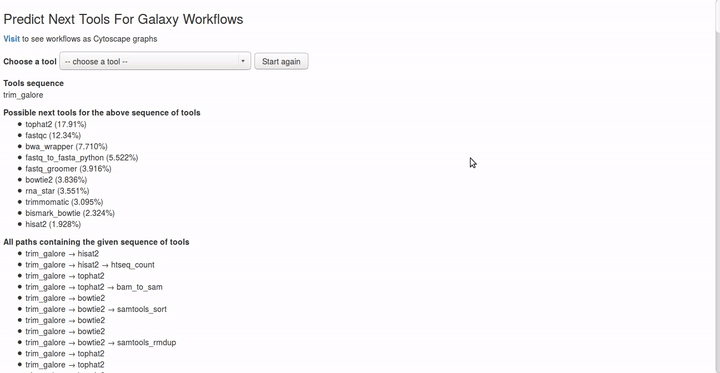 Predict Next Tools For Galaxy Workflows
Visit to see workflows as Cytoscape graphs
Choose a tool -- choose a tool -- Start again
Tools sequence
trim_galore
Possible next tools for the above sequence of tools
tophat2 (17.91%)
fastqc (12.34%)
bwa_wrapper (7.710%)
fastq_to_fasta_python (5.522%)
fastq_groomer (3.916%)
bowtie2 (3.836%)
rna_star (3.551%)
trimmomatic (3.095%)
bismark_bowtie (2.324%)
hisat2 (1.928%)
All paths containing the given sequence of tools
trim_galore → hisat2
trim_galore → hisat2 → htseq_count
trim_galore → tophat2
trim_galore → tophat2 → bam_to_sam
trim_galore → bowtie2
trim_galore → bowtie2 → samtools_sort
trim_galore → bowtie2
trim_galore → bowtie2
trim_galore → bowtie2 → samtools_rmdup
trim_galore → tophat2
trim_galore → tophat2